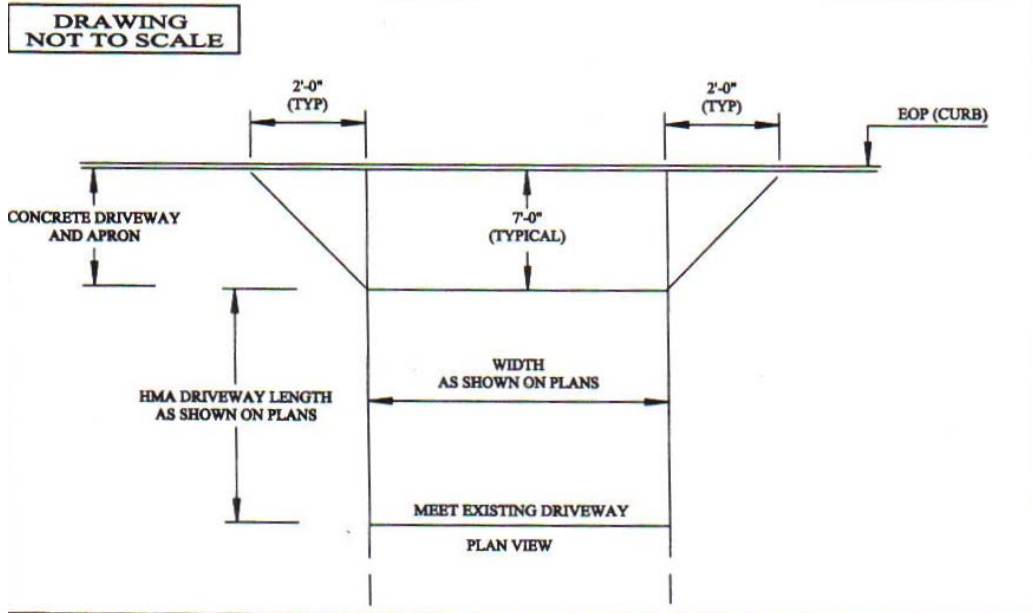 DRAWING
NOT TO SCALE
2'-0"
(TYP)
2'-0"
(TYP)
EOP (CURB)
CONCRETE DRIVEWAY
AND APRON
7'-0"
(TYPICAL)
WIDTH
AS SHOWN ON PLANS
HMA DRIVEWAY LENGTH
AS SHOWN ON PLANS
MEET EXISTING DRIVEWAY
PLAN VIEW